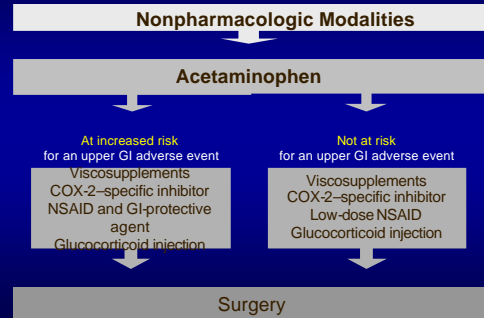 Nonpharmacologic Modalities
Acetaminophen
At increased risk
for an upper GI adverse event
Viscosupplements
COX-2–specific inhibitor
NSAID and GI-protective
agent
Glucocorticoid injection
Not at risk
for an upper GI adverse event
Viscosupplements
COX-2–specific inhibitor
Low-dose NSAID
Glucocorticoid injection
Surgery